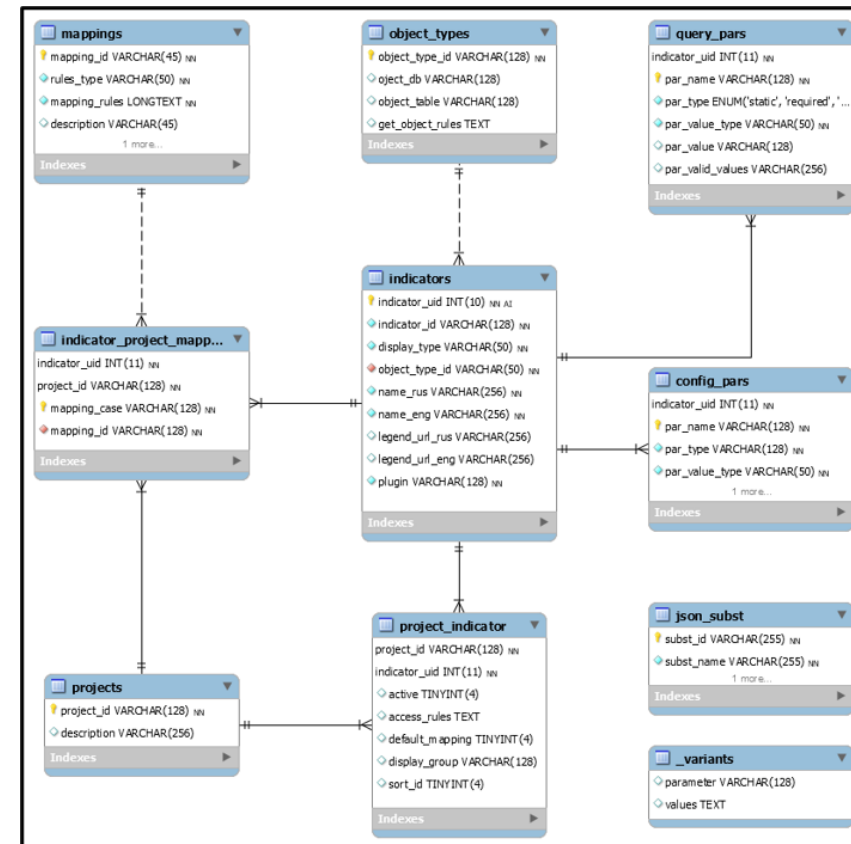 mappings
mapping_id VARCHAR(45) NN
rules_type VARCHAR(50) NN
mapping_rules LONGTEXT NN
description VARCHAR(45)
1 more...
Indexes
object_types
object_type_id VARCHAR(128) NN
oject_db VARCHAR(128)
object_table VARCHAR(128)
get_object_rules TEXT
Indexes
query_pars
indicator_uid INT(11) NN
par_name VARCHAR(128) NN
par_type ENUM('static', 'required', '...
par_value_type VARCHAR(50) NN
par_value VARCHAR(128)
par_valid_values VARCHAR(256)
Indexes
indicator_project_mapp...
indicator_uid INT(11) NN
project_id VARCHAR(128) NN
mapping_case VARCHAR(128) NN
mapping_id VARCHAR(128) NN
Indexes
indicators
indicator_uid INT(10) NN AI
indicator_id VARCHAR(128) NN
display_type VARCHAR(50) NN
object_type_id VARCHAR(50) NN
name_rus VARCHAR(256) NN
name_eng VARCHAR(256) NN
legend_url_rus VARCHAR(256)
legend_url_eng VARCHAR(256)
plugin VARCHAR(128) NN
Indexes
config_pars
indicator_uid INT(11) NN
par_name VARCHAR(128) NN
par_type VARCHAR(128) NN
par_value_type VARCHAR(50) NN
1 more...
Indexes
projects
project_id VARCHAR(128) NN
description VARCHAR(256)
Indexes
project_indicator
project_id VARCHAR(128) NN
indicator_uid INT(11) NN
active TINYINT(4)
access_rules TEXT
default_mapping TINYINT(4)
display_group VARCHAR(128)
sort_id TINYINT(4)
Indexes
json_subst
subst_id VARCHAR(255) NN
subst_name VARCHAR(255) NN
1 more...
Indexes
_variants
parameter VARCHAR(128)
values TEXT